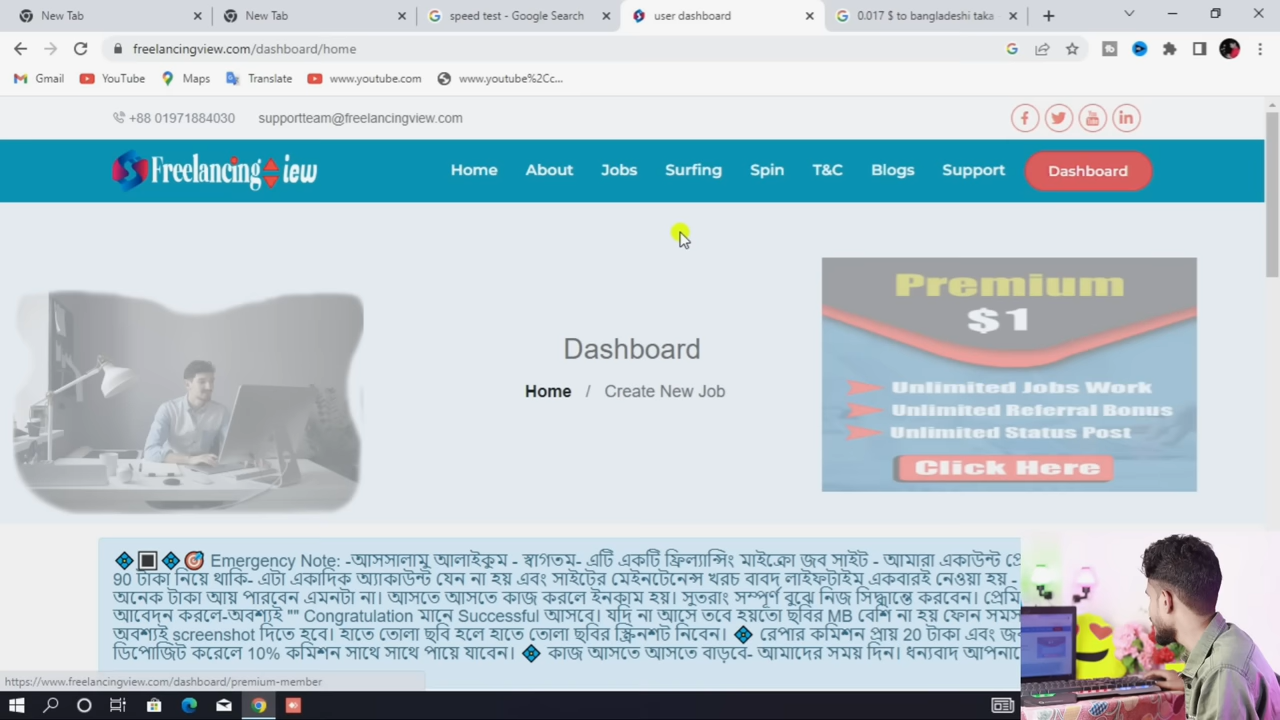 New Tab
New Tab
speed test - Google Search
user dashboard
0.017 $ to bangladeshi taka
freelancingview.com/dashboard/home
Gmail
YouTube
Maps
Translate
www.youtube.com
www.youtube%2Cc...
+88 01971884030
supportteam@freelancingview.com
Freelancing iew
Home
About
Jobs
Surfing
Spin
T&C
Blogs
Support
Dashboard
Premium
$1
Unlimited Jobs Work
Unlimited Referral Bonus
Unlimited Status Post
Click Here
Dashboard
Home / Create New Job
Emergency Note: -আসসালামু আলাইকুম - স্বাগতম- এটি একটি ফ্রিল্যান্সিং মাইক্রো জব সাইট - আমারা একাউন্ট
90 টাকা নিয়ে থাকি- এটা একাদিক অ্যাকাউন্ট যেন না হয় এবং সাইটের মেইনটেনেন্স খরচ বাবদ লাইফটাইম একবারই নেওয়া হয় -
অনেক টাকা আয় পারবেন এমনটা না। আসতে আসতে কাজ করলে ইনকাম হয়। সুতরাং সম্পূর্ণ বুঝে নিজ সিদ্ধান্তে করবেন।
আবেদন করলে-অবশ্যই "" Congratulation মানে Successful আসবে। যদি না আসে তবে হয়তো ছবির MB বেশি না হয় ফোন
অবশ্যই screenshot দিতে হবে। হাত তোলা ছবি হলে হাতে তোলা ছবির স্ক্রিনশট নিবেন। রেপার কমিশন প্রায় 20 টাকা এবং
ডিপোজিট করলে 10% কমিশন সাথে সাথে পায়ে যাবেন। কাজ আসতে আসতে বাড়বে- আমাদের সময় দিন। ধন্যবাদ
https://www.freelancingview.com/dashboard/premium-member